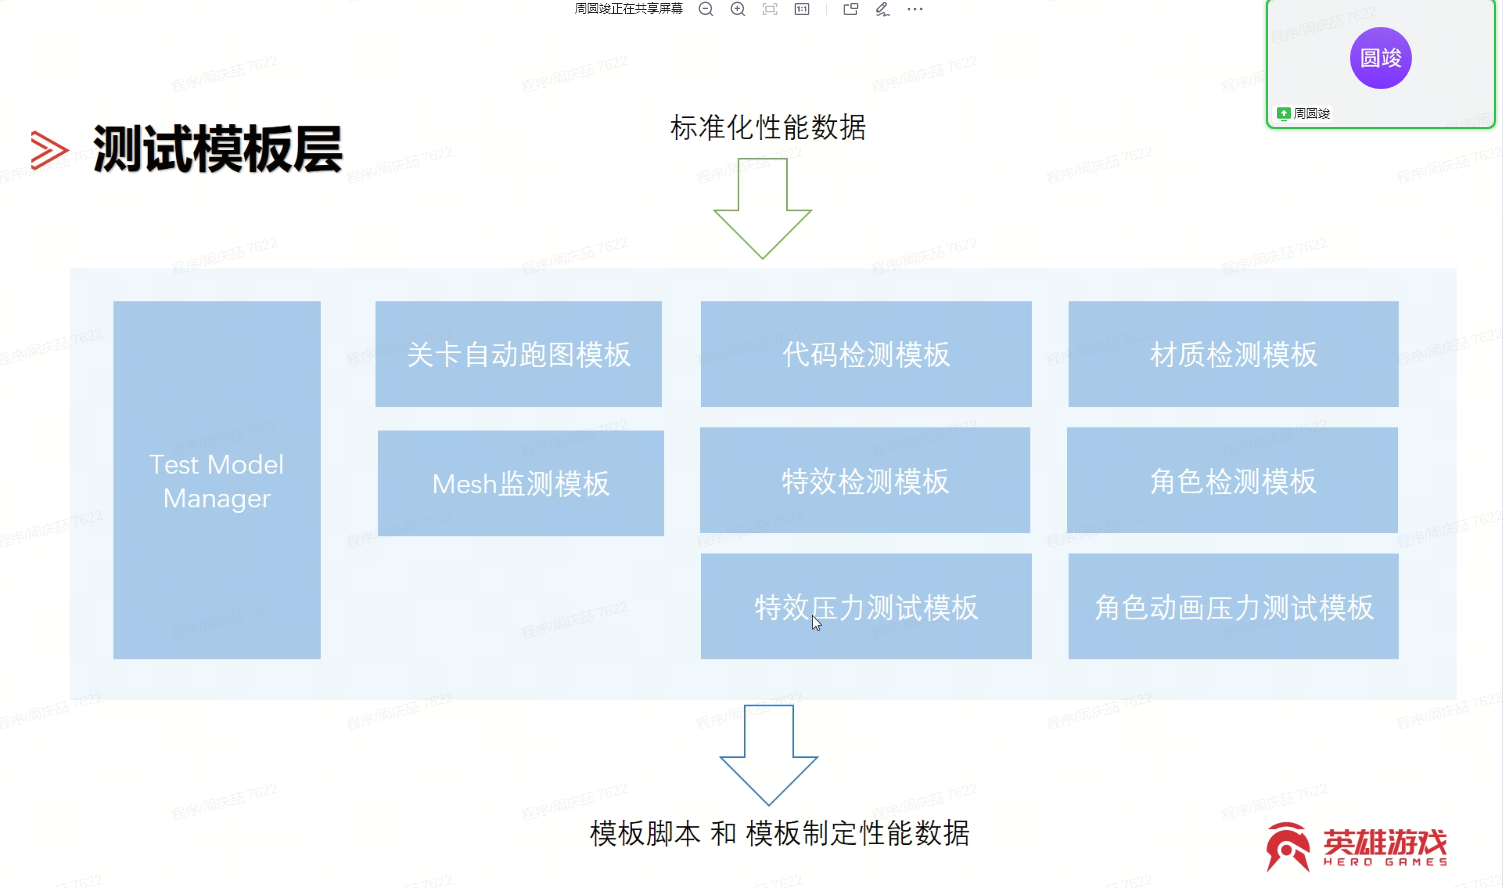 周圆竣正在共享屏幕
1:1
圆竣
周圆竣
测试模板层
标准化性能数据
Test Model
Manager
关卡自动跑图模板
代码检测模板
材质检测模板
Mesh监测模板
特效检测模板
角色检测模板
特效压力测试模板
角色动画压力测试模板
模板脚本 和 模板制定性能数据
英雄游戏
HERO GAMES